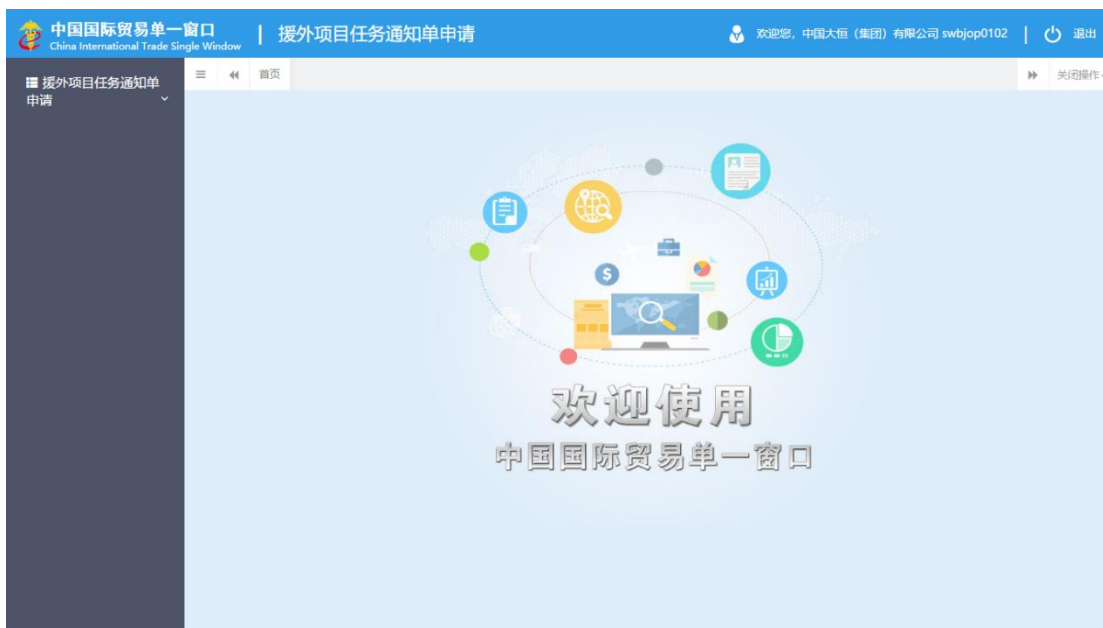 中国国际贸易单一窗口
China International Trade Single Window
援外项目任务通知单申请
欢迎您，中国大恒（集团）有限公司 swbjop0102
退出
援外项目任务通知单
申请
首页
关闭操作
欢迎使用
中国国际贸易单一窗口